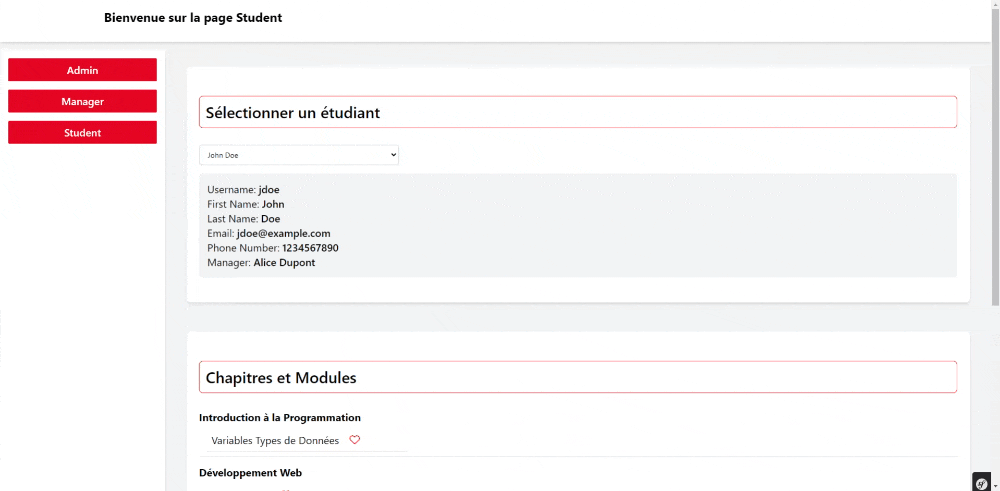 Bienvenue sur la page Student
Admin
Manager
Student
Sélectionner un étudiant
John Doe
Username: jdoe
First Name: John
Last Name: Doe
Email: jdoe@example.com
Phone Number: 1234567890
Manager: Alice Dupont
Chapitres et Modules
Introduction à la Programmation
Variables Types de Données
Développement Web